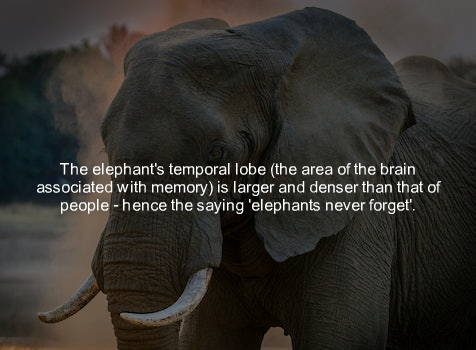 The elephant's temporal lobe (the area of the brain
associated with memory) is larger and denser than that of
people - hence the saying 'elephants never forget'.